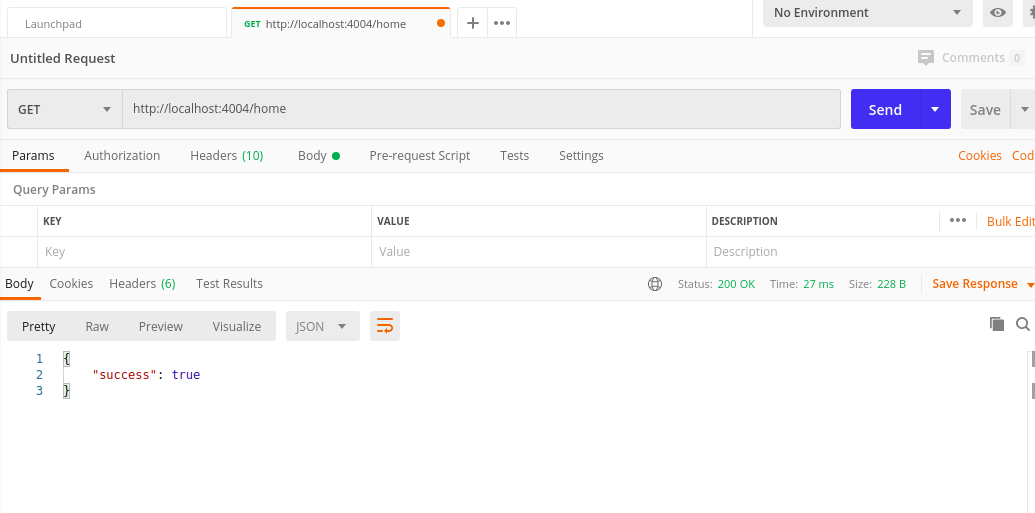 Launchpad
GET http://localhost:4004/home
No Environment
Untitled Request
Comments 0
GET http://localhost:4004/home
Send
Save
Params Authorization Headers (10) Body Pre-request Script Tests Settings
Cookies Cod
Query Params
KEY VALUE DESCRIPTION
Bulk Edit
Key Value Description
Body Cookies Headers (6) Test Results
Status: 200 OK Time: 27 ms Size: 228 B
Save Response
Pretty Raw Preview Visualize JSON
1 {
2 "success": true
3 }